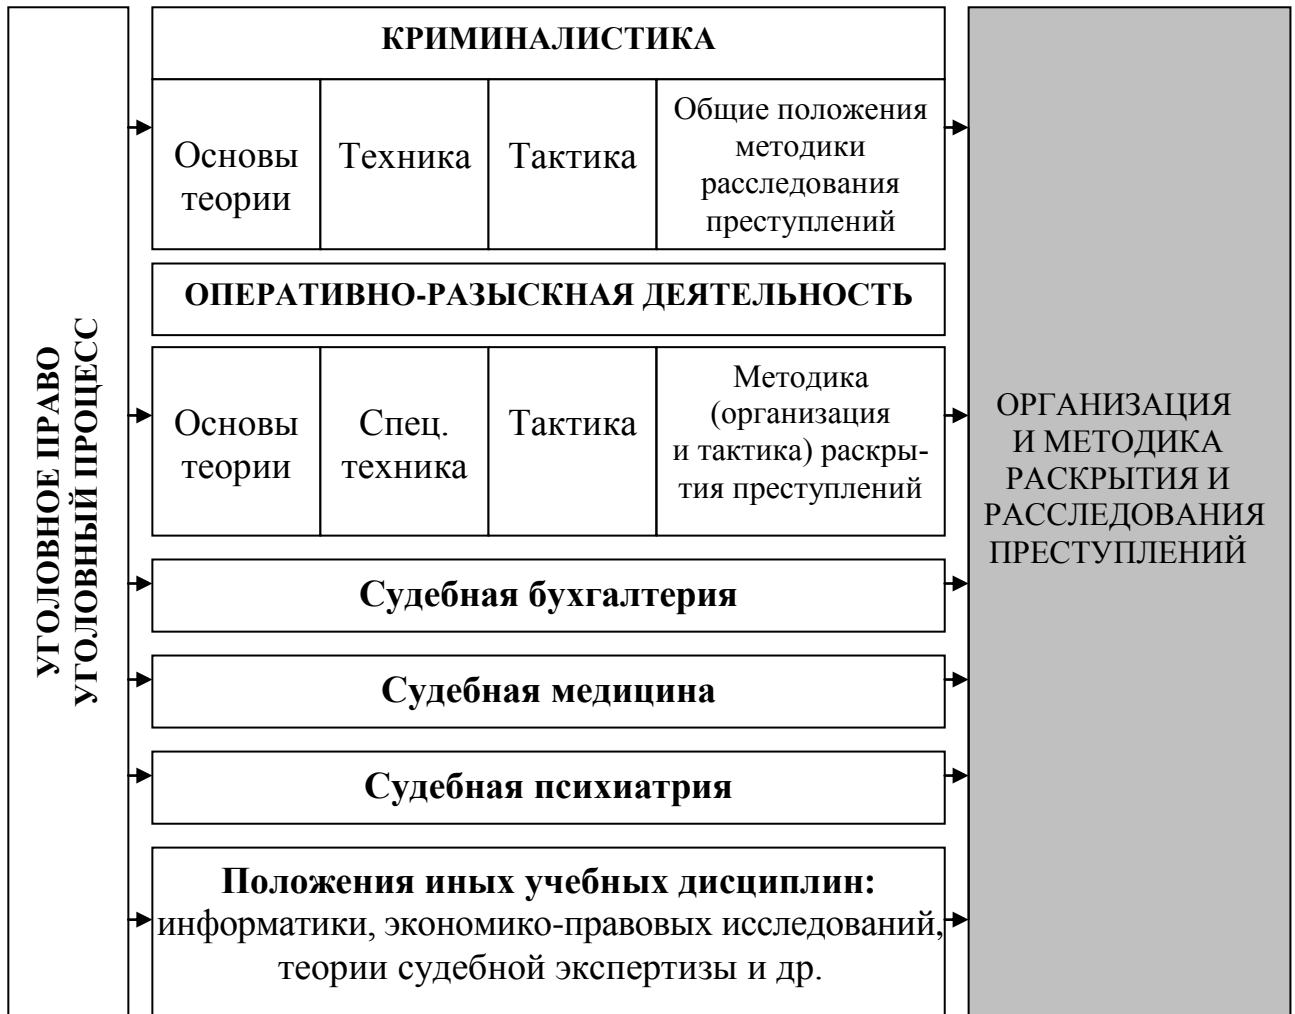 УГОЛОВНОЕ ПРАВО
УГОЛОВНЫЙ ПРОЦЕСС
КРИМИНАЛИСТИКА
Основы
теории
Техника
Тактика
Общие положения
методики
расследования
преступлений
ОПЕРАТИВНО-РАЗЫСКНАЯ ДЕЯТЕЛЬНОСТЬ
Основы
теории
Спец.
техника
Тактика
Методика
(организация
и тактика) раскры-
тия преступлений
Судебная бухгалтерия
Судебная медицина
Судебная психиатрия
Положения иных учебных дисциплин:
информатики, экономико-правовых исследований,
теории судебной экспертизы и др.
ОРГАНИЗАЦИЯ
И МЕТОДИКА
РАСКРЫТИЯ И
РАССЛЕДОВАНИЯ
ПРЕСТУПЛЕНИЙ